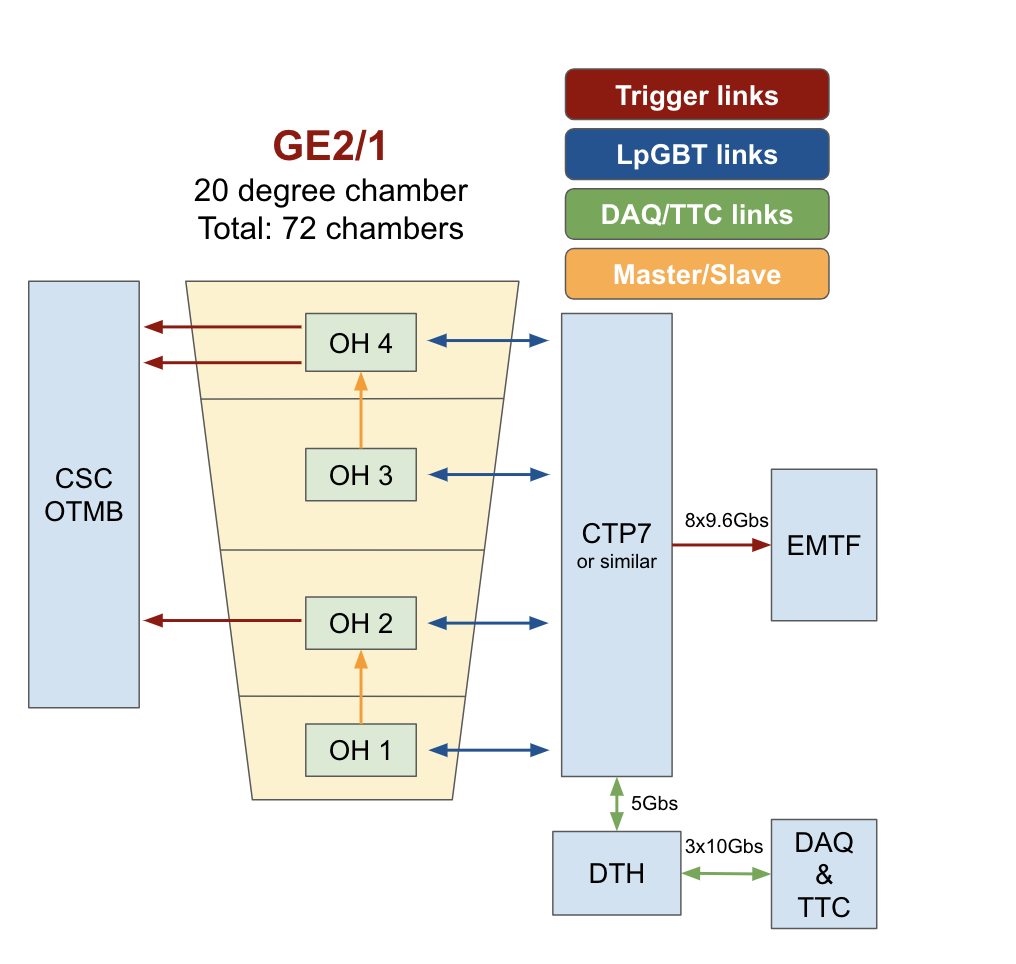 Trigger links
LpGBT links
DAQ/TTC links
Master/Slave
GE2/1
20 degree chamber
Total: 72 chambers
CSC
OTMB
OH 4
OH 3
OH 2
OH 1
CTP7
or similar
8x9.6Gbs
EMTF
5Gbs
DTH
3x10Gbs
DAQ
&
TTC